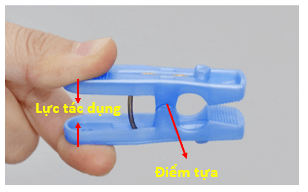 Lực tác dụng
Điểm tựa